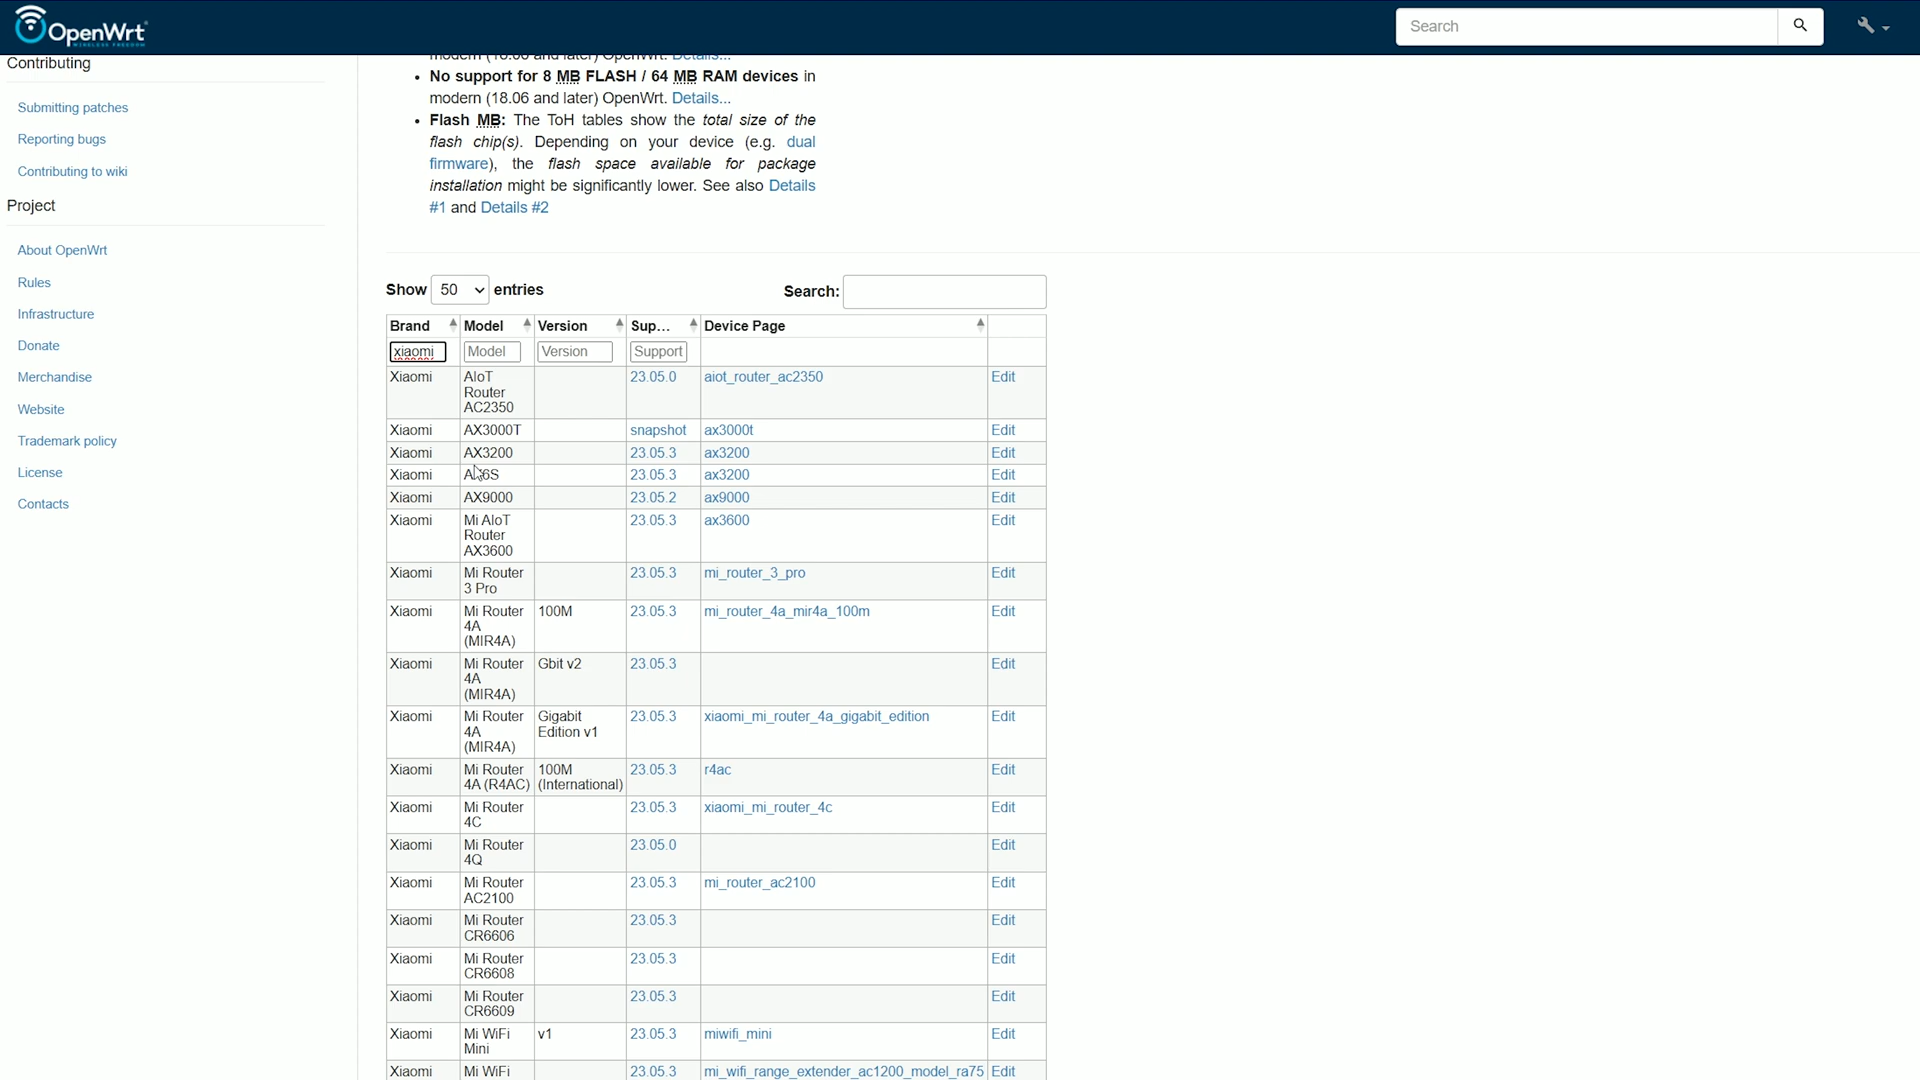 OpenWrt
WIRELESS FREEDOM
Search
Contributing
Submitting patches
Reporting bugs
Contributing to wiki
Project
About OpenWrt
Rules
Infrastructure
Donate
Merchandise
Website
Trademark policy
License
Contacts
modern (18.06 and later) OpenWrt. Details...
• No support for 8 MB FLASH / 64 MB RAM devices in
modern (18.06 and later) OpenWrt. Details...
• Flash MB: The ToH tables show the total size of the
flash chip(s). Depending on your device (e.g. dual
firmware), the flash space available for package
installation might be significantly lower. See also Details
#1 and Details #2
Show 50 entries Search:
Brand Model Version Sup... Device Page
xiaomi Model Version Support
Xiaomi AIoT 23.05.0 aiot_router_ac2350 Edit
Router
AC2350
Xiaomi AX3000T snapshot ax3000t Edit
Xiaomi AX3200 23.05.3 ax3200 Edit
Xiaomi AX6S 23.05.3 ax3200 Edit
Xiaomi AX9000 23.05.2 ax9000 Edit
Xiaomi Mi AIoT 23.05.3 ax3600 Edit
Router
AX3600
Xiaomi Mi Router 23.05.3 mi_router_3_pro Edit
3 Pro
Xiaomi Mi Router 100M 23.05.3 mi_router_4a_mir4a_100m Edit
4A
(MIR4A)
Xiaomi Mi Router Gbit v2 23.05.3 Edit
4A
(MIR4A)
Xiaomi Mi Router Gigabit 23.05.3 xiaomi_mi_router_4a_gigabit_edition Edit
4A Edition v1
(MIR4A)
Xiaomi Mi Router 100M 23.05.3 r4ac Edit
4A (R4AC) (International)
Xiaomi Mi Router 23.05.3 xiaomi_mi_router_4c Edit
4C
Xiaomi Mi Router 23.05.0 Edit
4Q
Xiaomi Mi Router 23.05.3 mi_router_ac2100 Edit
AC2100
Xiaomi Mi Router 23.05.3 Edit
CR6606
Xiaomi Mi Router 23.05.3 Edit
CR6608
Xiaomi Mi Router 23.05.3 Edit
CR6609
Xiaomi Mi WiFi v1 23.05.3 miwifi_mini Edit
Mini
Xiaomi Mi WiFi 23.05.3 mi_wifi_range_extender_ac1200_model_ra75 Edit